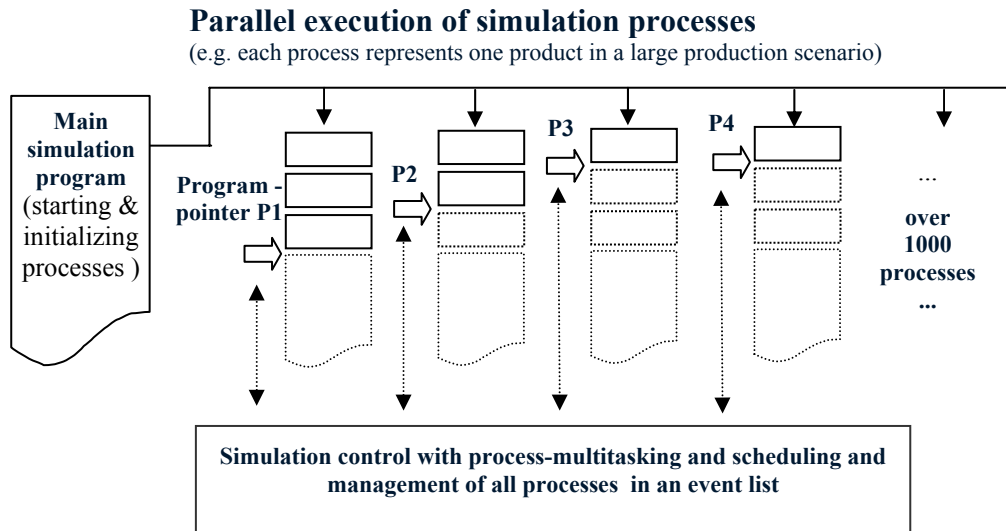 Parallel execution of simulation processes
(e.g. each process represents one product in a large production scenario)
Main
simulation
program
(starting &
initializing
processes )
Program -
pointer P1
P2
P3
P4
...
over
1000
processes
...
Simulation control with process-multitasking and scheduling and
management of all processes in an event list